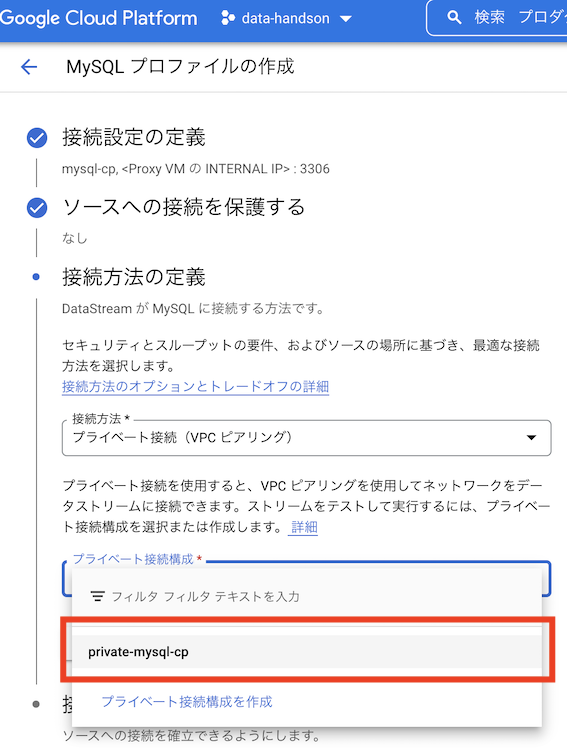 Google Cloud Platform
data-handson
検索 プロダ
MySQL プロファイルの作成
接続設定の定義
mysql-cp, <Proxy VM の INTERNAL IP> : 3306
ソースへの接続を保護する
なし
接続方法の定義
DataStream が MySQL に接続する方法です。
セキュリティとスループットの要件、およびソースの場所に基づき、最適な接続
方法を選択します。
接続方法のオプションとトレードオフの詳細
接続方法 *
プライベート接続（VPC ピアリング）
プライベート接続を使用すると、VPC ピアリングを使用してネットワークをデー
タストリームに接続できます。ストリームをテストして実行するには、プライベー
ト接続構成を選択または作成します。 詳細
プライベート接続構成 *
フィルタ フィルタ テキストを入力
private-mysql-cp
プライベート接続構成を作成
接
ソースへの接続を確立できるようにします。